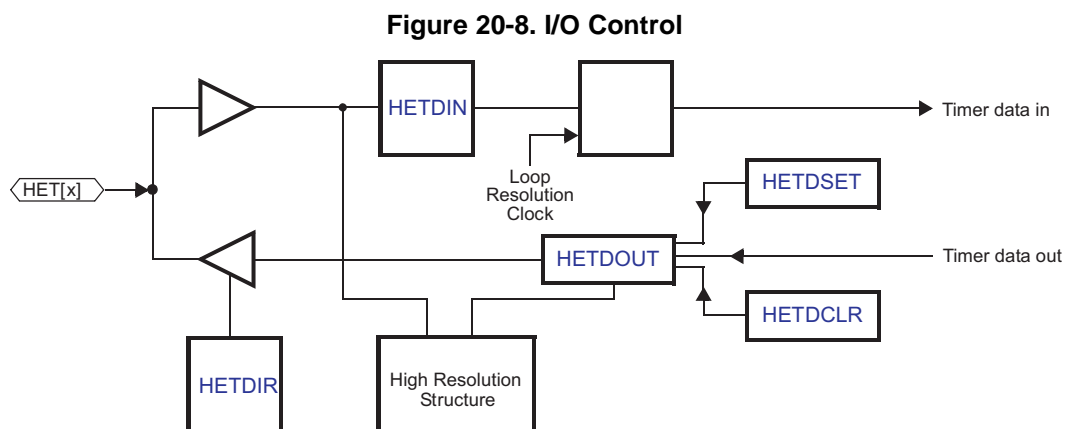 Figure 20-8. I/O Control
HETDIN
Timer data in
HET[x]
Loop
Resolution
Clock
HETDSET
HETDOUT
Timer data out
HETDCLR
HETDIR
High Resolution
Structure